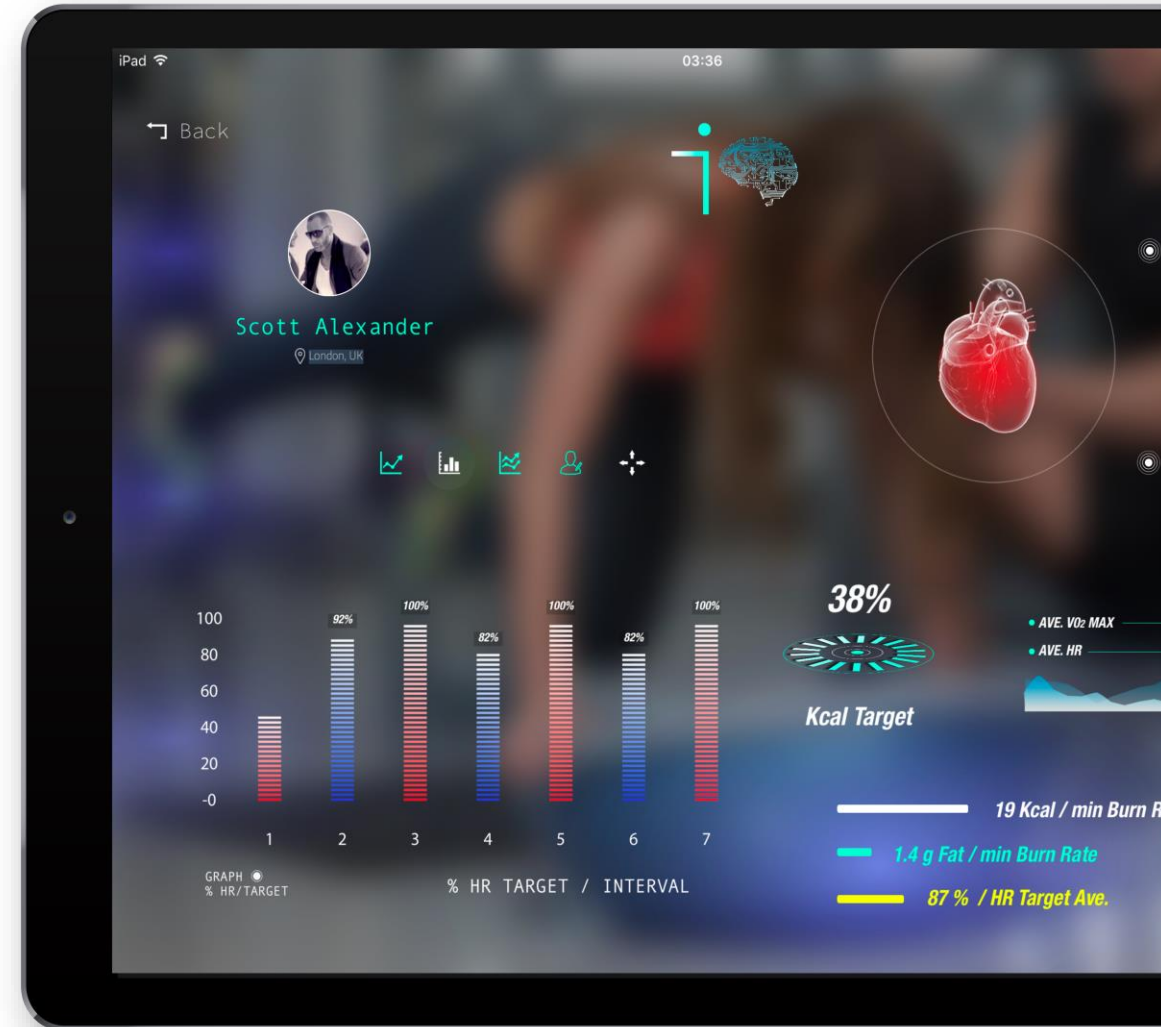 iPad
03:36
Back
Scott Alexander
London, UK
100
80
60
40
20
-0
92%
100%
82%
100%
82%
100%
1 2 3 4 5 6 7
GRAPH
% HR/TARGET
% HR TARGET / INTERVAL
38%
Kcal Target
• AVE. VO2 MAX
• AVE. HR
19 Kcal / min Burn R
1.4 g Fat / min Burn Rate
87 % / HR Target Ave.